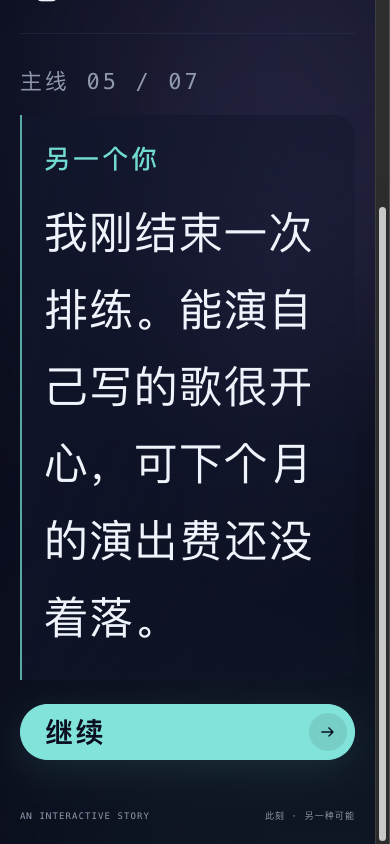 主线 05 / 07
另一个你
我刚结束一次
排练。能演自
己写的歌很开
心，可下个月
的演出费还没
着落。
继续
AN INTERACTIVE STORY
此刻 · 另一种可能